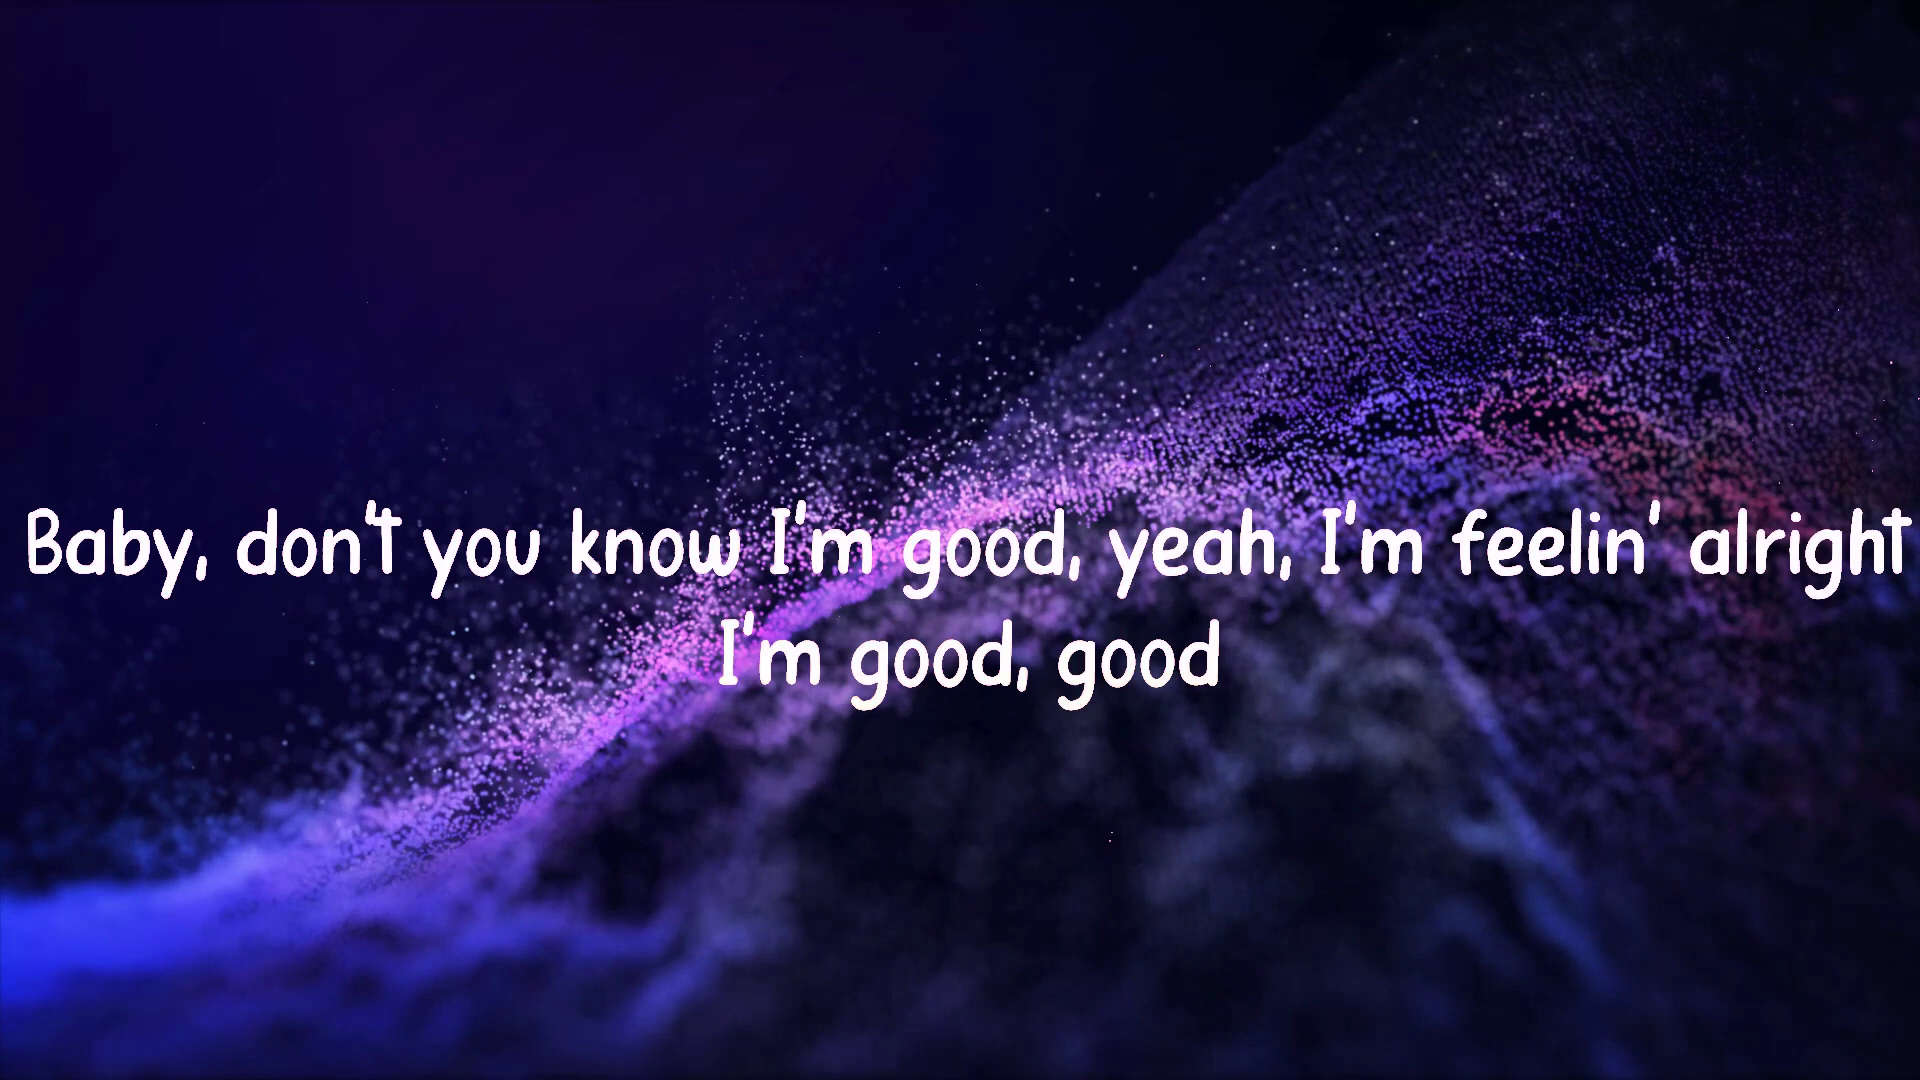 Baby, don't you know I'm good, yeah, I'm feelin' alright
I'm good, good